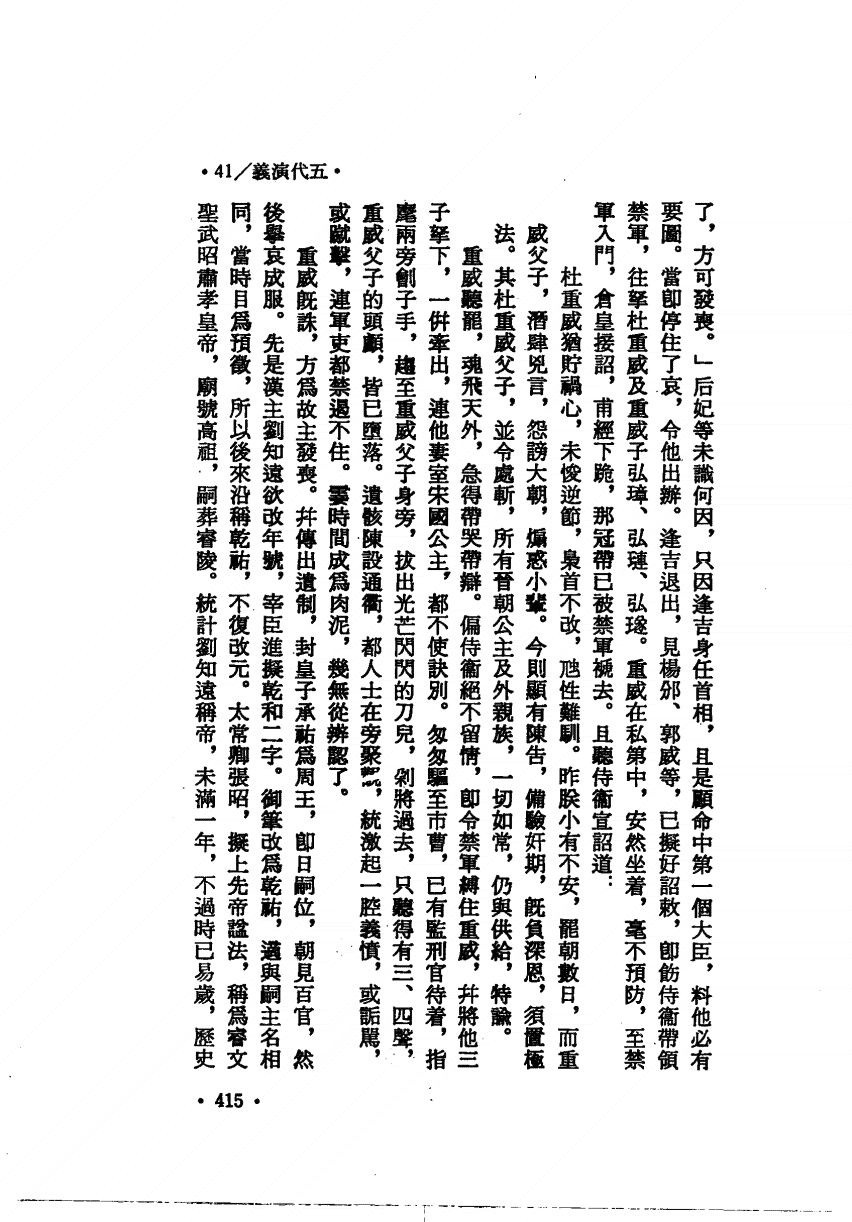 •41／義演代五•
了，方可發喪。」后妃等未識何因，只因逢吉身任首相，且是顧命中第一個大臣，料他必有
要圖。當卽停住了哀，令他出辦。逢吉退出，見楊邠、郭威等，已擬好詔敕，卽飭侍衞帶領
禁軍，往拏杜重威及重威子弘璋、弘璉、弘璲。重威在私第中，安然坐着，毫不預防，至禁
軍入門，倉皇接詔，甫經下跪，那冠帶已被禁軍褫去。且聽侍衞宣詔道：
杜重威猶貯禍心，未悛逆節，梟首不改，虺性難馴。昨朕小有不安，罷朝數日，而重
威父子，潛肆兇言，怨謗大朝，煽惑小輩。今則顯有陳告，備驗奸期，旣負深恩，須置極
法。其杜重威父子，並令處斬，所有晉朝公主及外親族，一切如常，仍與供給，特諭。
重威聽罷，魂飛天外，急得帶哭帶辯。偏侍衞絕不留情，卽令禁軍縛住重威，幷將他三
子拏下，一倂牽出，連他妻室宋國公主，都不使訣別。匆匆驅至市曹，已有監刑官待着，指
麾兩旁劊子手，趨至重威父子身旁，拔出光芒閃閃的刀兒，剁將過去，只聽得有三、四聲，
重威父子的頭顱，皆已墮落。遺骸陳設通衢，都人士在旁聚觀，統激起一腔義憤，或詬駡，
或蹴擊，連軍吏都禁遏不住。霎時間成爲肉泥，幾無從辨認了。
重威旣誅，方爲故主發喪。幷傳出遺制，封皇子承祐爲周王，卽日嗣位，朝見百官，然
後舉哀成服。先是漢主劉知遠欲改年號，宰臣進擬乾和二字。御筆改爲乾祐，適與嗣主名相
同，當時目爲預徵，所以後來沿稱乾祐，不復改元。太常卿張昭，擬上先帝謚法，稱爲睿文
聖武昭肅孝皇帝，廟號高祖，嗣葬睿陵。統計劉知遠稱帝，未滿一年，不過時已易歲，歷史
•415•